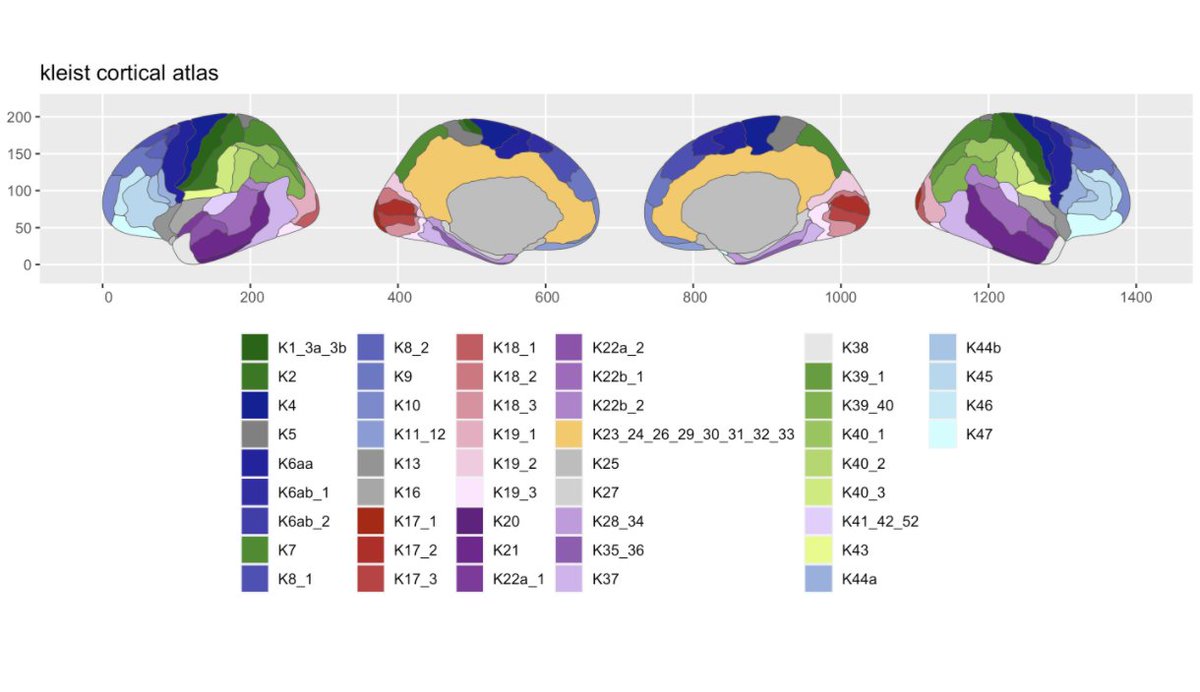 kleist cortical atlas
200
150
100
50
0
0 200 400 600 800 1000 1200 1400
K1_3a_3b K8_2 K18_1 K22a_2 K38 K44b
K2 K9 K18_2 K22b_1 K39_1 K45
K4 K10 K18_3 K22b_2 K39_40 K46
K5 K11_12 K19_1 K23_24_26_29_30_31_32_33 K40_1 K47
K6aa K13 K19_2 K25 K40_2
K6ab_1 K16 K19_3 K27 K40_3
K6ab_2 K17_1 K20 K28_34 K41_42_52
K7 K17_2 K21 K35_36 K43
K8_1 K17_3 K22a_1 K37 K44a